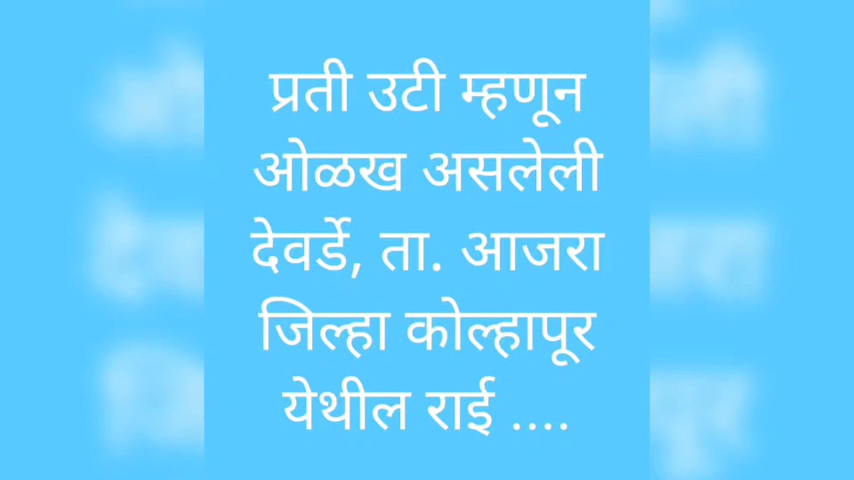 प्रती उटी म्हणून
ओळख असलेली
देवर्डे, ता. आजरा
जिल्हा कोल्हापूर
येथील राई ....